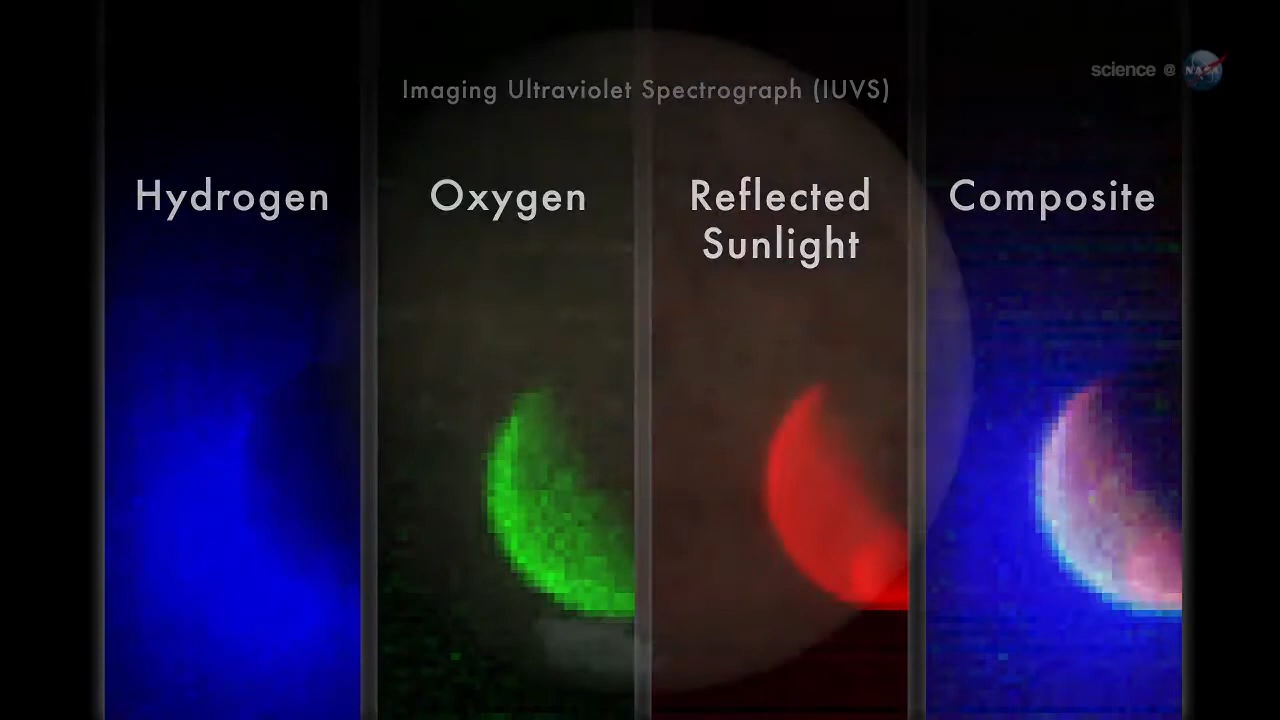 science @ NASA
Imaging Ultraviolet Spectrograph (IUVS)
Hydrogen
Oxygen
Reflected
Sunlight
Composite